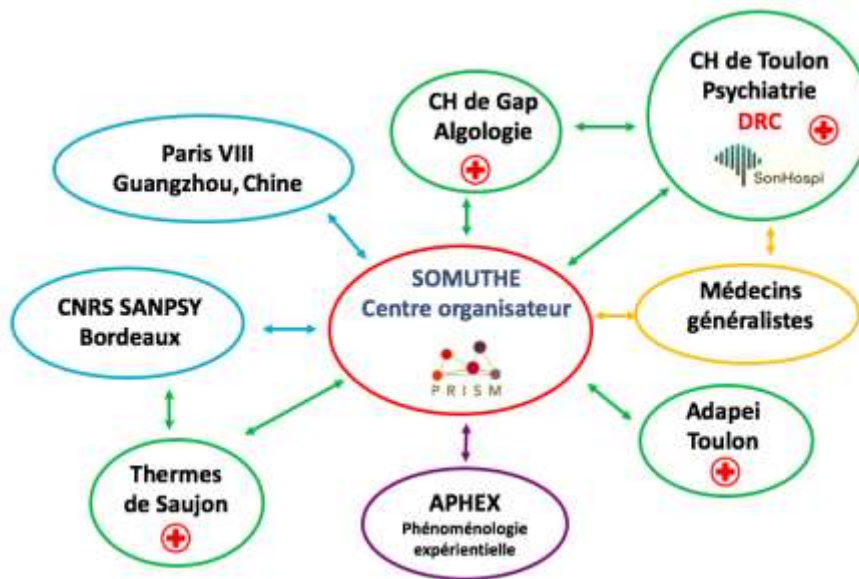 CH de Toulon
Psychiatrie
DRC
SonHospi
CH de Gap
Algologie
Paris VIII
Guangzhou, Chine
SOMUTHE
Centre organisateur
PRISM
Médecins
généralistes
CNRS SANPSY
Bordeaux
Adapei
Toulon
Thermes
de Saujon
APHEX
Phénoménologie
expérientielle